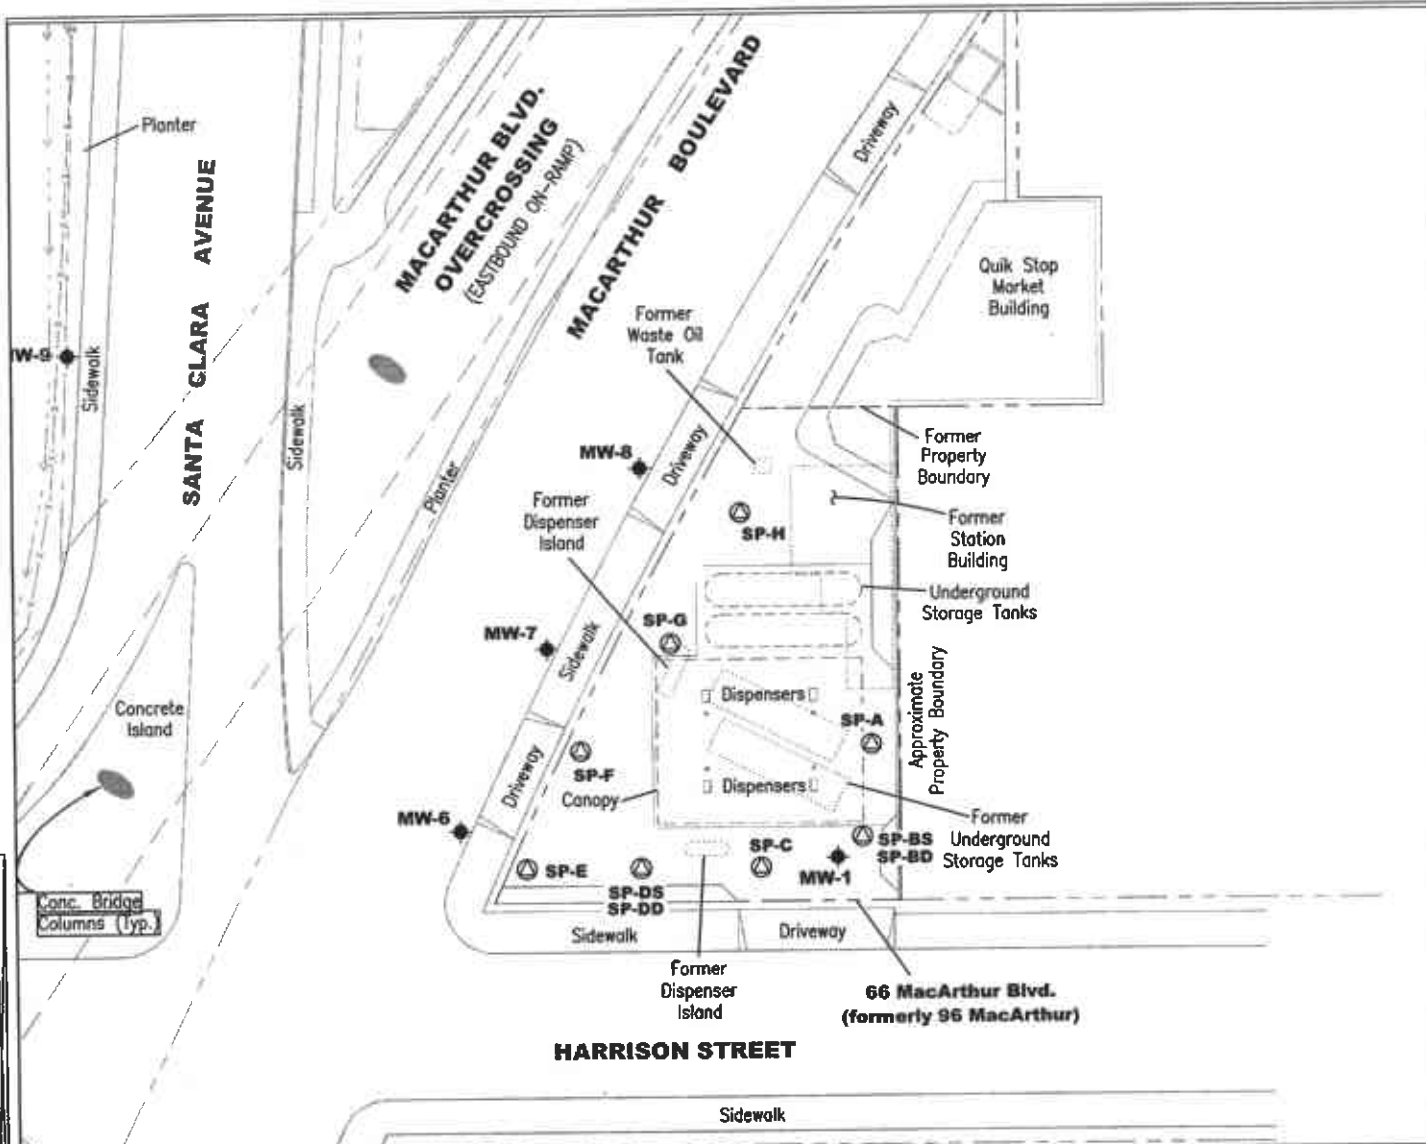 Planter
SANTA CLARA AVENUE
MACARTHUR BLVD.
OVERCROSSING
(EASTBOUND ON-RAMP)
MACARTHUR BOULEVARD
Driveway
Quik Stop
Market
Building
Former
Waste Oil
Tank
W-9
Sidewalk
Sidewalk
Planter
MW-8
Driveway
Former
Property
Boundary
Former
Dispenser
Island
SP-H
Former
Station
Building
Underground
Storage Tanks
SP-G
MW-7
Sidewalk
Approximate
Property Boundary
Dispensers
SP-A
Concrete
Island
SP-F
Driveway
Canopy
Dispensers
MW-6
Former
Underground
Storage Tanks
SP-BS
SP-BD
SP-C
MW-1
SP-E
SP-DS
SP-DD
Conc. Bridge
Columns (Typ.)
Sidewalk
Driveway
Former
Dispenser
Island
66 MacArthur Blvd.
(formerly 96 MacArthur)
HARRISON STREET
Sidewalk